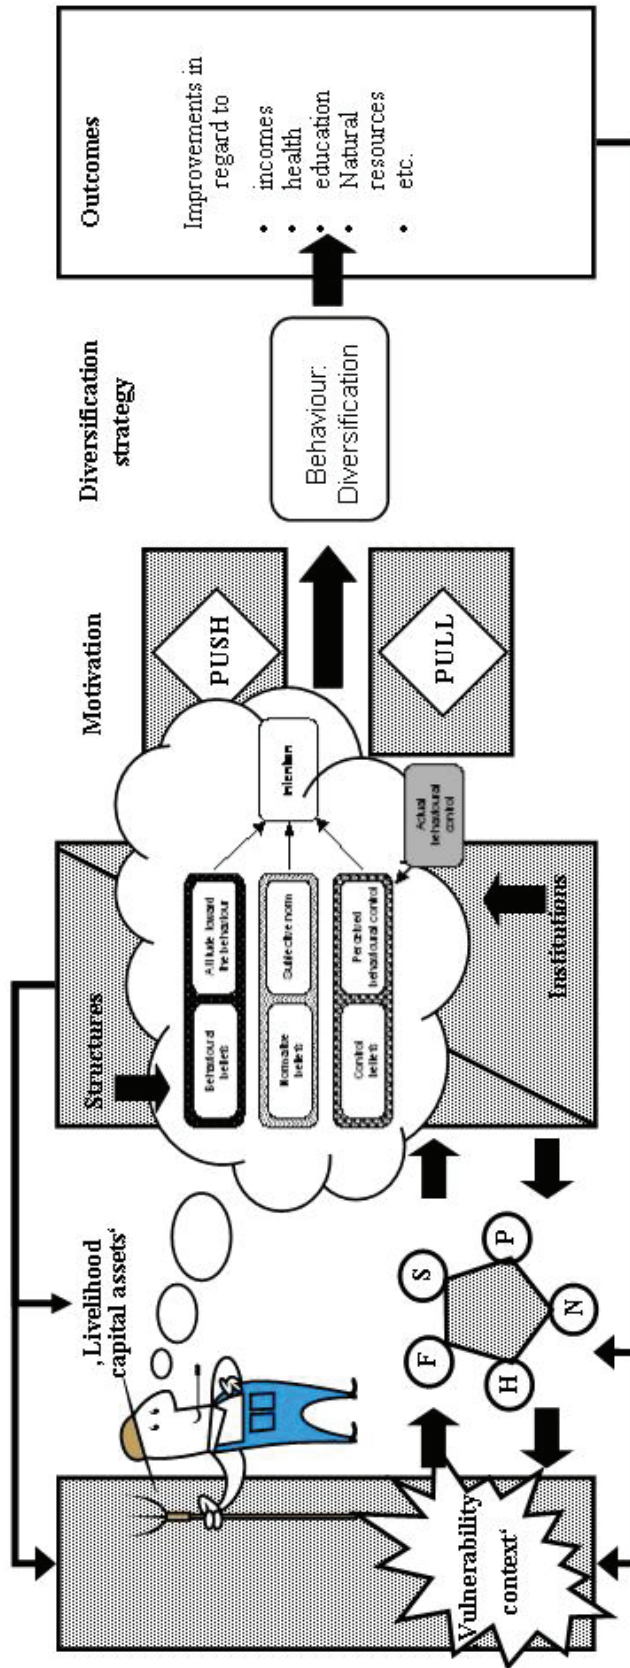 ‚Livelihood
capital assets‘
Vulnerability
context‘
F
S
H
P
N
Structures
Institutions
Behavioural
beliefs
Attitude toward
the behaviour
Normative
beliefs
Subjective norm
Control
beliefs
Perceived
behavioural control
Intention
Actual
behavioural
control
Motivation
PUSH
PULL
Diversification
strategy
Behaviour:
Diversification
Outcomes
Improvements in
regard to
• incomes
• health
• education
• Natural
resources
• etc.